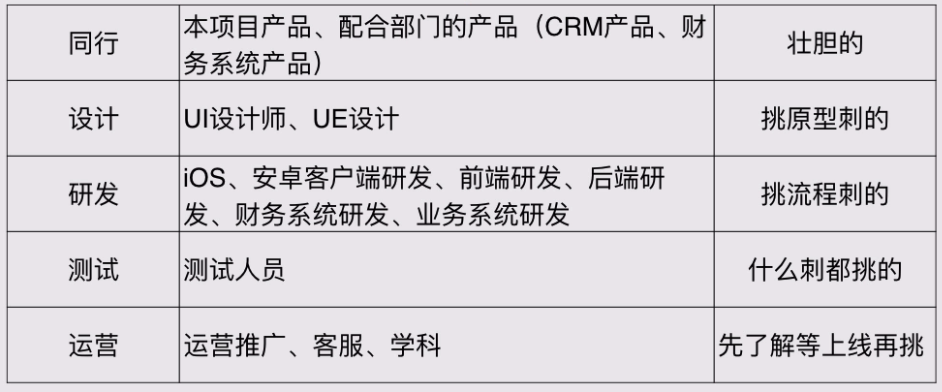 同行
本项目产品、配合部门的产品（CRM产品、财
务系统产品）
壮胆的
设计
UI设计师、UE设计
挑原型刺的
研发
iOS、安卓客户端研发、前端研发、后端研
发、财务系统研发、业务系统研发
挑流程刺的
测试
测试人员
什么刺都挑的
运营
运营推广、客服、学科
先了解等上线再挑